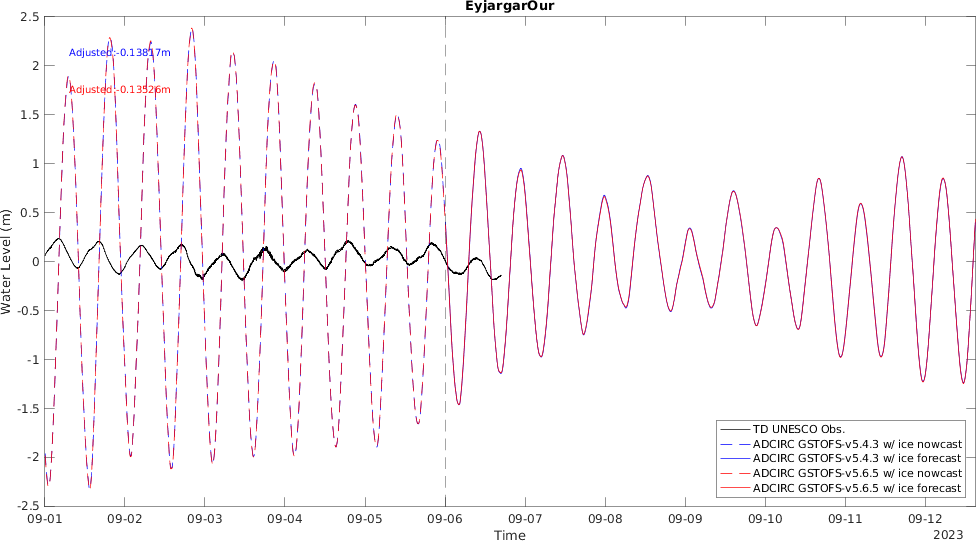 EyjargarOur
2.5
2
1.5
1
0.5
0
-0.5
-1
-1.5
-2
-2.5
Water Level (m)
Adjusted:-0.13817m
Adjusted:-0.13526m
TD UNESCO Obs.
ADCIRC GSTOFS-v5.4.3 w/ ice nowcast
ADCIRC GSTOFS-v5.4.3 w/ ice forecast
ADCIRC GSTOFS-v5.6.5 w/ ice nowcast
ADCIRC GSTOFS-v5.6.5 w/ ice forecast
09-01 09-02 09-03 09-04 09-05 09-06 09-07 09-08 09-09 09-10 09-11 09-12
Time
2023